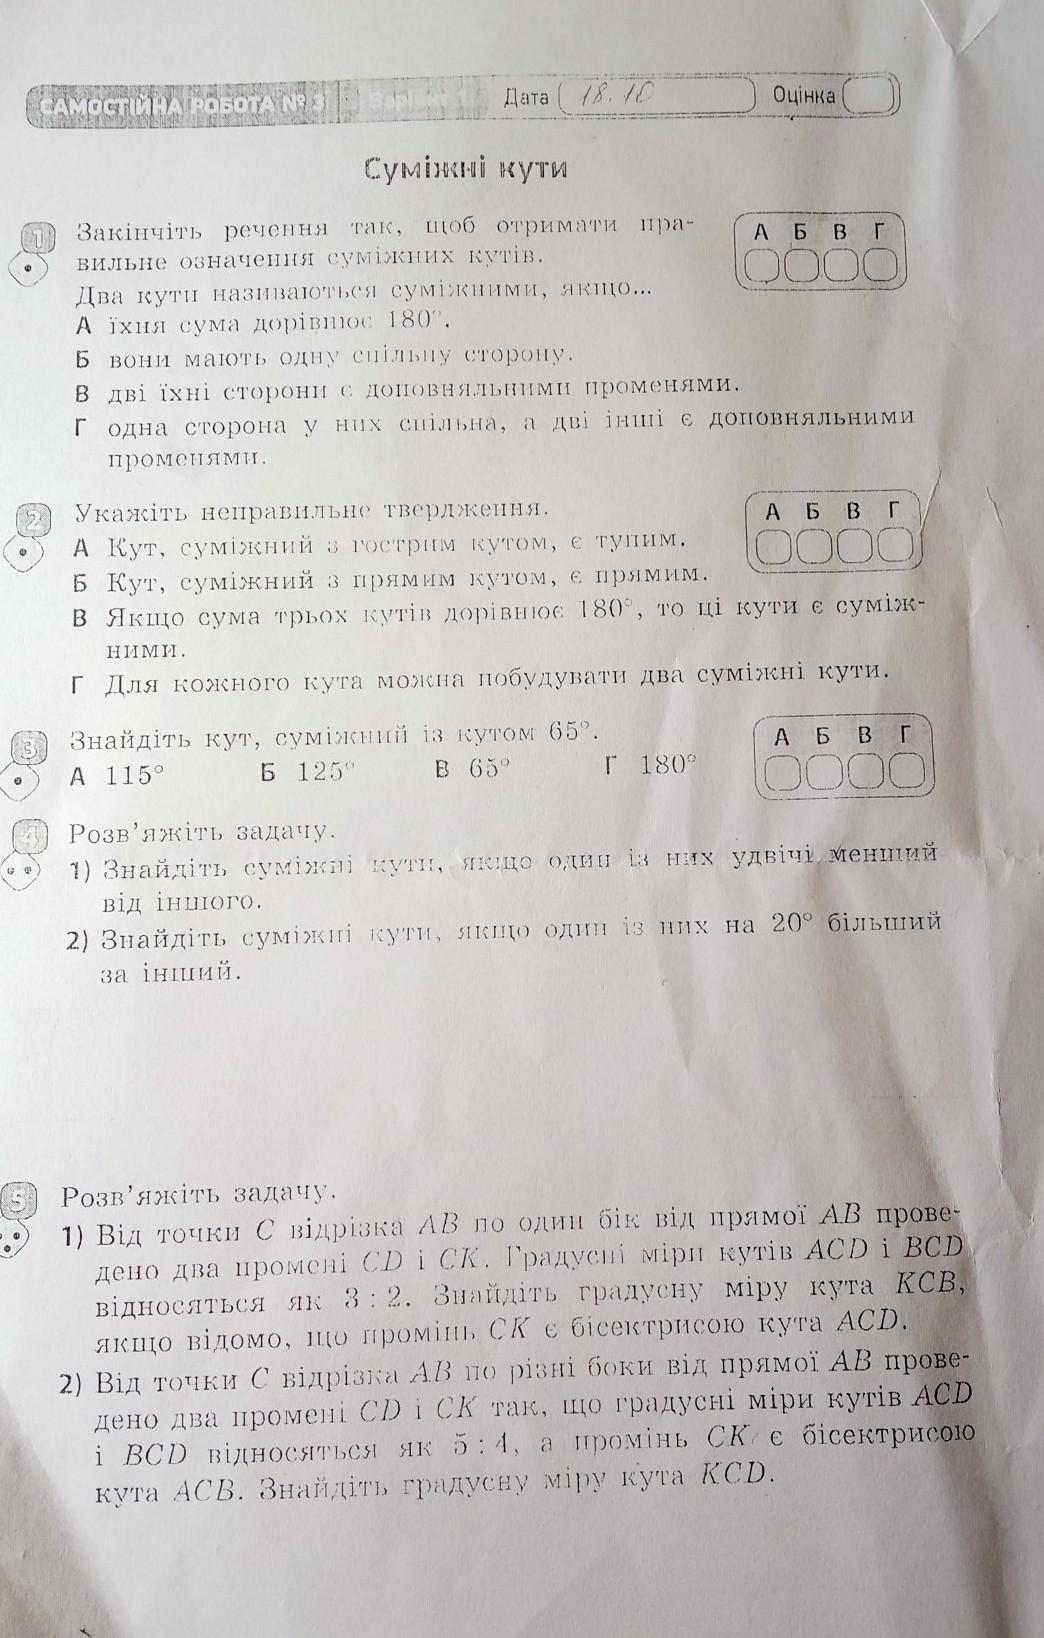 САМОСТІЙНА РОБОТА № 3 Варіант Дата 18.10 Оцінка
Суміжні кути
1 Закінчіть речення так, щоб отримати пра-
вильне означення суміжних кутів.
А Б В Г
Два кути називаються суміжними, якщо...
А їхня сума дорівнює 180°.
Б вони мають одну спільну сторону.
В дві їхні сторони є доповняльними променями.
Г одна сторона у них спільна, а дві інші є доповняльними
променями.
2 Укажіть неправильне твердження.
А Б В Г
А Кут, суміжний з гострим кутом, є тупим.
Б Кут, суміжний з прямим кутом, є прямим.
В Якщо сума трьох кутів дорівнює 180°, то ці кути є суміж-
ними.
Г Для кожного кута можна побудувати два суміжні кути.
3 Знайдіть кут, суміжний із кутом 65°.
А Б В Г
А 115° Б 125° В 65° Г 180°
4 Розв’яжіть задачу.
1) Знайдіть суміжні кути, якщо один із них удвічі менший
від іншого.
2) Знайдіть суміжні кути, якщо один із них на 20° більший
за інший.
5 Розв’яжіть задачу.
1) Від точки C відрізка AB по один бік від прямої AB прове-
дено два промені CD і CK. Градусні міри кутів ACD і BCD
відносяться як 3 : 2. Знайдіть градусну міру кута KCB,
якщо відомо, що промінь CK є бісектрисою кута ACD.
2) Від точки C відрізка AB по різні боки від прямої AB прове-
дено два промені CD і CK так, що градусні міри кутів ACD
і BCD відносяться як 5 : 4, а промінь CK є бісектрисою
кута ACB. Знайдіть градусну міру кута KCD.